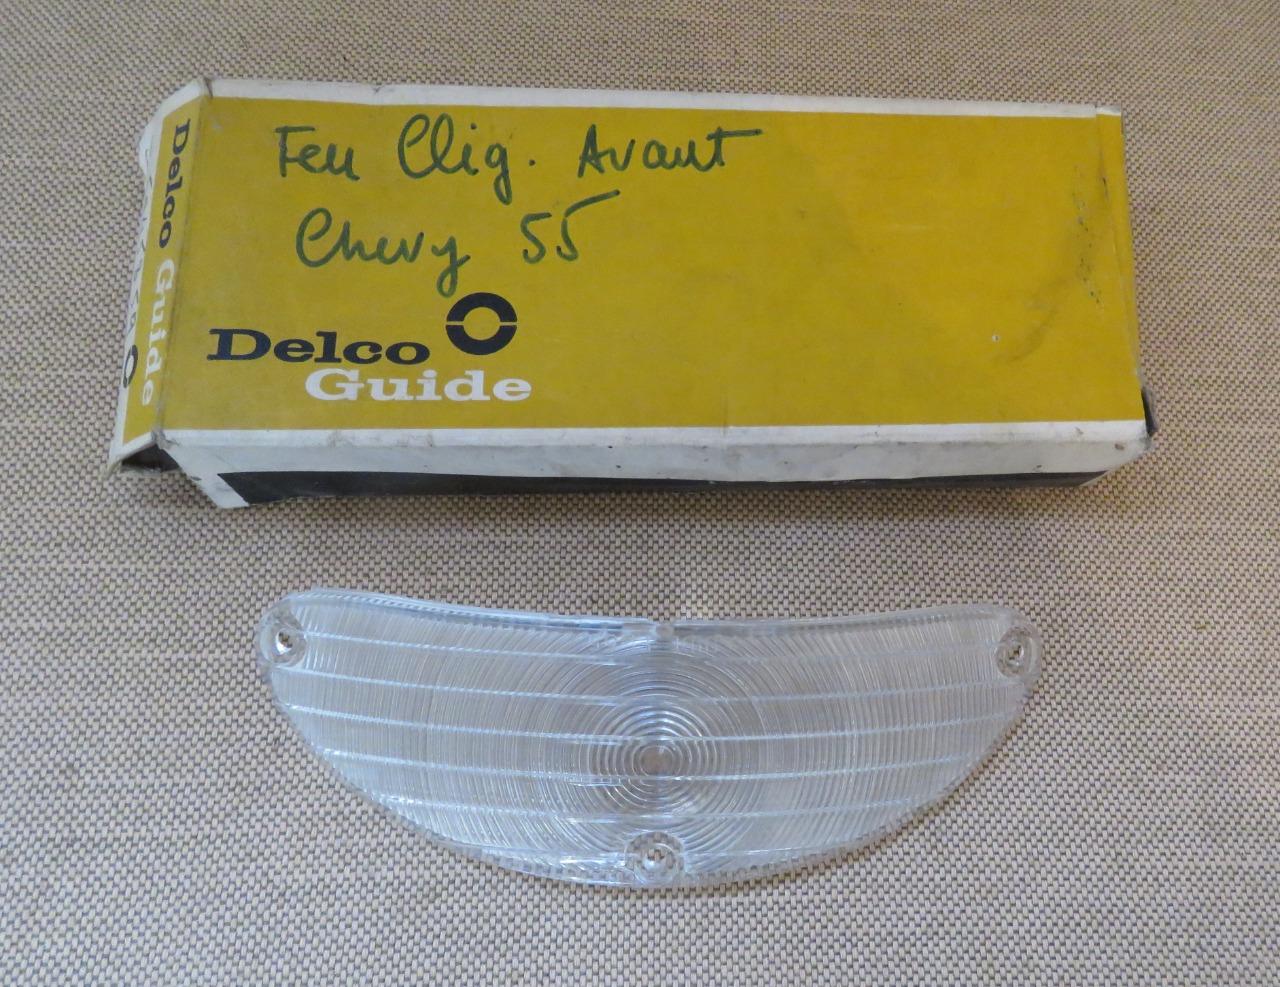 Feu Clig. Avant
Chevy 55
Delco
Guide
Delco Guide